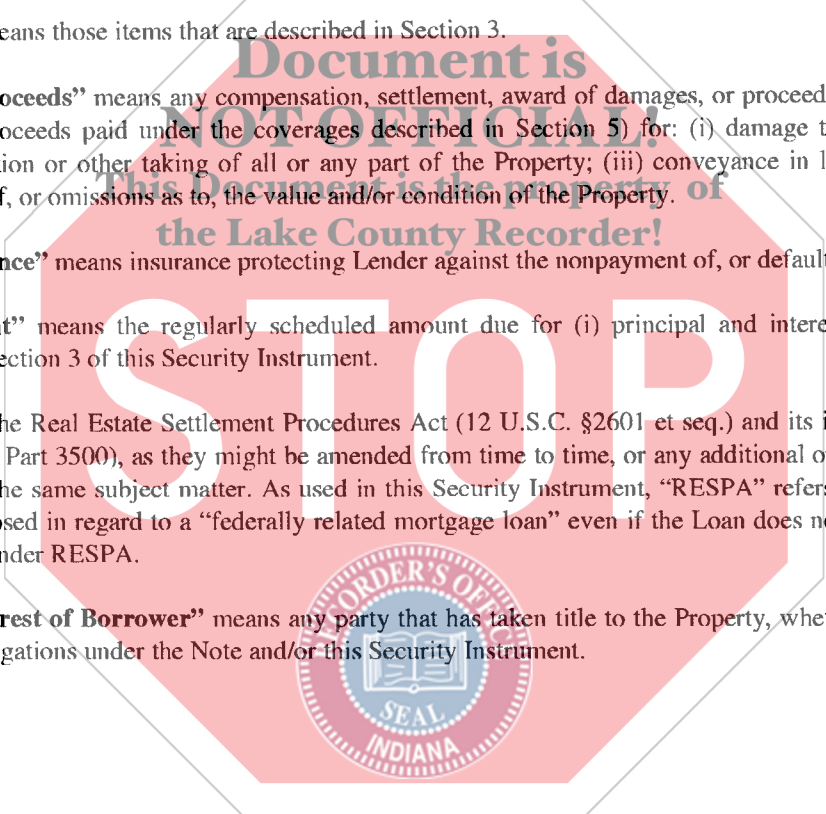 eans those items that are described in Section 3.
Document is
oceeds” means any compensation, settlement, award of damages, or proceed
NOT OFFICIAL!
oceeds paid under the coverages described in Section 5) for: (i) damage t
ion or other taking of all or any part of the Property; (iii) conveyance in l
This Document is the property of
f, or omissions as to, the value and/or condition of the Property.
the Lake County Recorder!
nce” means insurance protecting Lender against the nonpayment of, or default
t” means the regularly scheduled amount due for (i) principal and intere
ection 3 of this Security Instrument.
STOP
he Real Estate Settlement Procedures Act (12 U.S.C. §2601 et seq.) and its i
Part 3500), as they might be amended from time to time, or any additional o
he same subject matter. As used in this Security Instrument, “RESPA” refers
sed in regard to a “federally related mortgage loan” even if the Loan does n
nder RESPA.
RECORDER'S OFFICE
rest of Borrower” means any party that has taken title to the Property, whe
gations under the Note and/or this Security Instrument.
SEAL
INDIANA